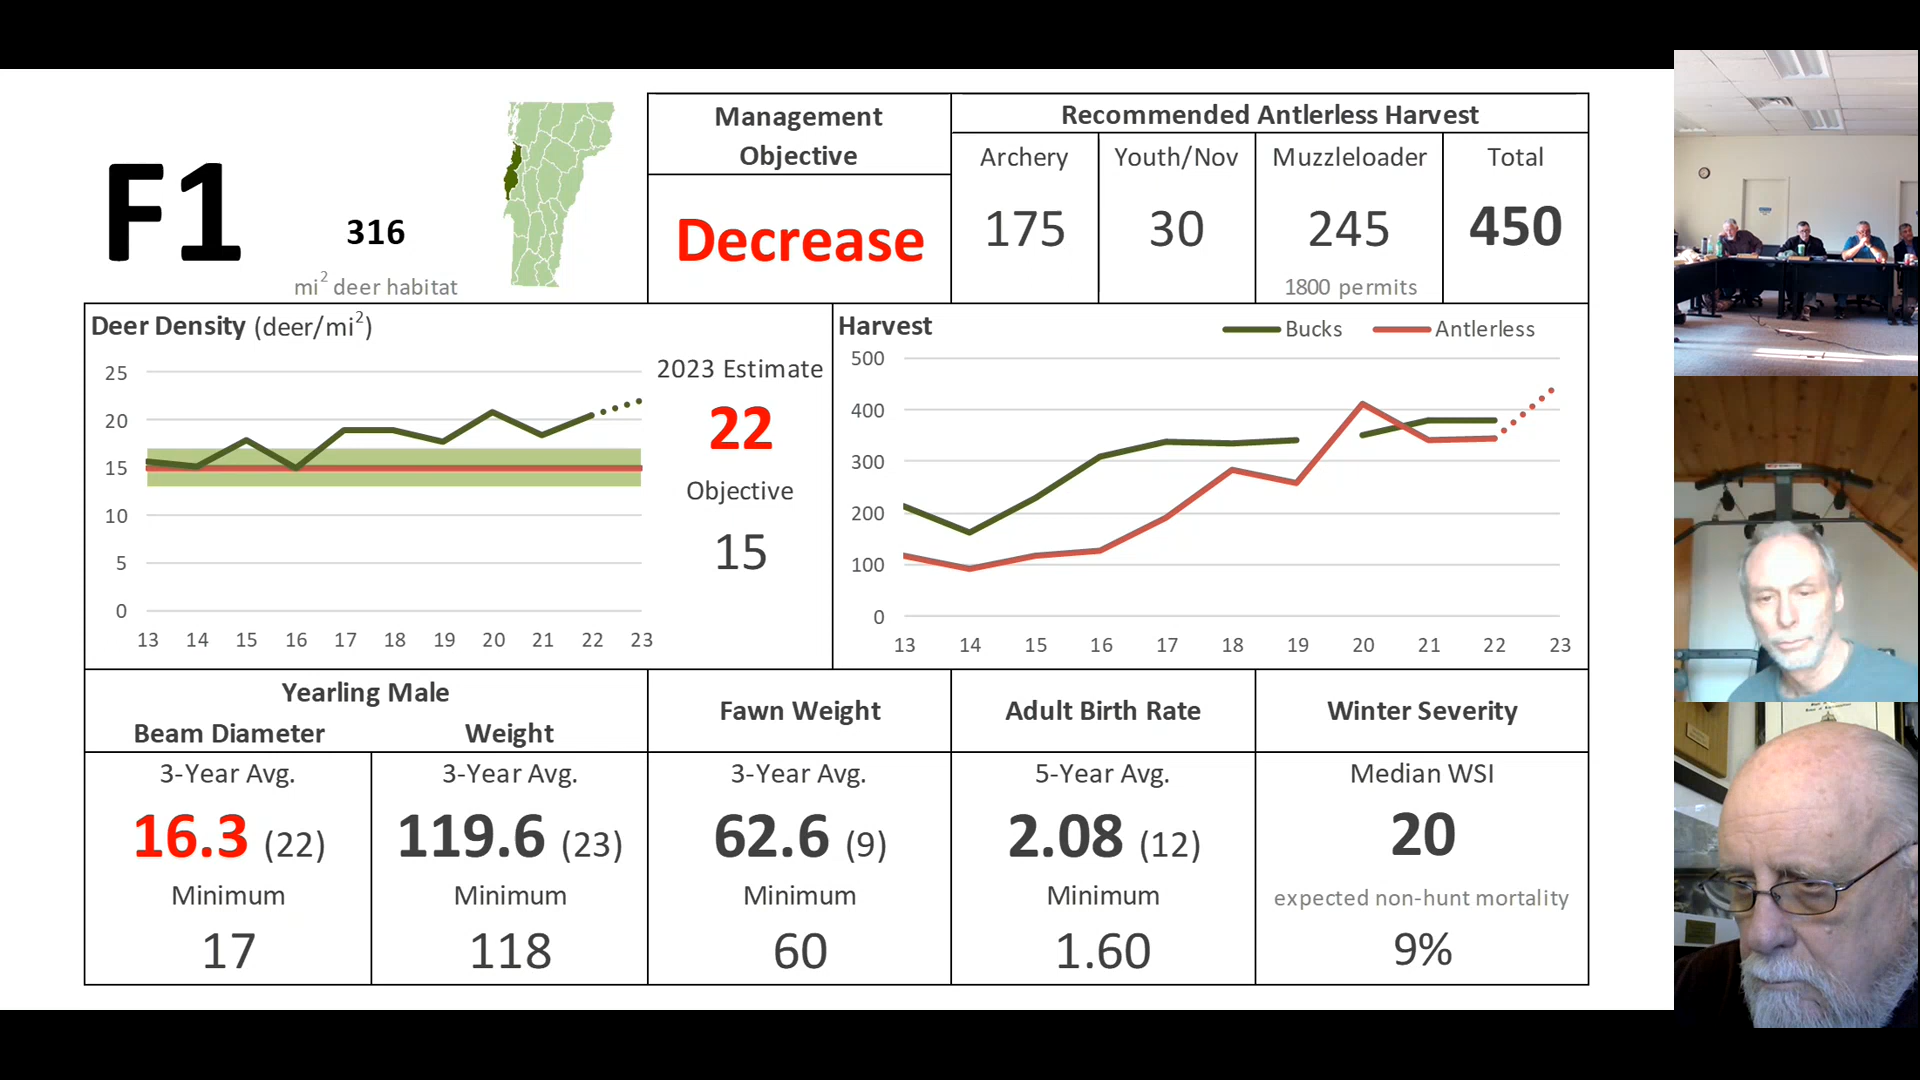 F1
316
mi² deer habitat
Management
Objective
Decrease
Recommended Antlerless Harvest
Archery Youth/Nov Muzzleloader Total
175 30 245 450
1800 permits
Deer Density (deer/mi²)
25
20
15
10
5
0
13 14 15 16 17 18 19 20 21 22 23
2023 Estimate
22
Objective
15
Harvest
Bucks Antlerless
500
400
300
200
100
0
13 14 15 16 17 18 19 20 21 22 23
Yearling Male
Beam Diameter Weight
Fawn Weight
Adult Birth Rate
Winter Severity
3-Year Avg. 3-Year Avg. 3-Year Avg. 5-Year Avg. Median WSI
16.3 (22) 119.6 (23) 62.6 (9) 2.08 (12) 20
Minimum Minimum Minimum Minimum expected non-hunt mortality
17 118 60 1.60 9%